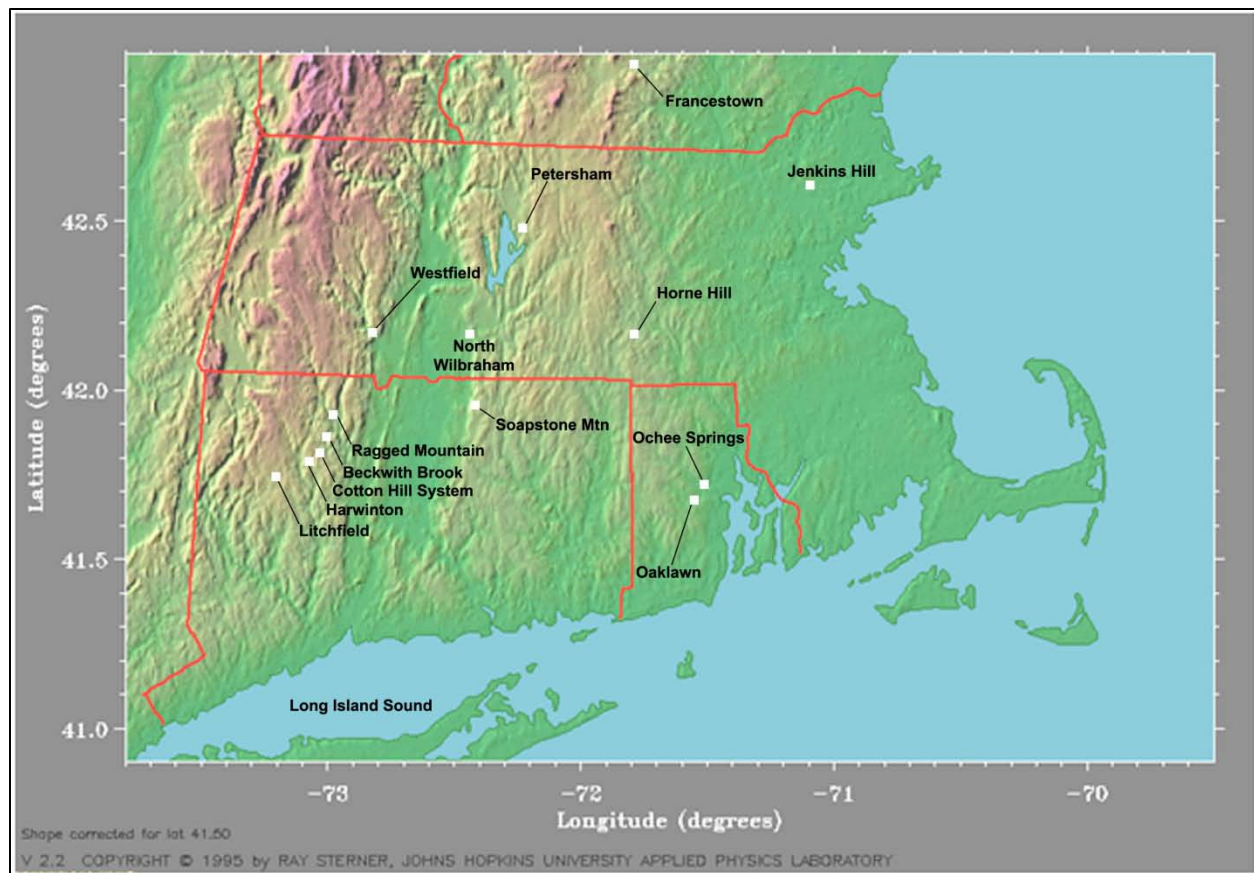 Francestown
Jenkins Hill
Petersham
42.5
Westfield
Horne Hill
North
Wilbraham
42.0
Soapstone Mtn
Ragged Mountain
Ochee Springs
Beckwith Brook
Cotton Hill System
Harwinton
Litchfield
Oaklawn
41.5
Long Island Sound
41.0
Latitude (degrees)
-73
-72
-71
-70
Longitude (degrees)
Shape corrected for lat 41.50
V 2.2 COPYRIGHT © 1995 by RAY STERNER, JOHNS HOPKINS UNIVERSITY APPLIED PHYSICS LABORATORY